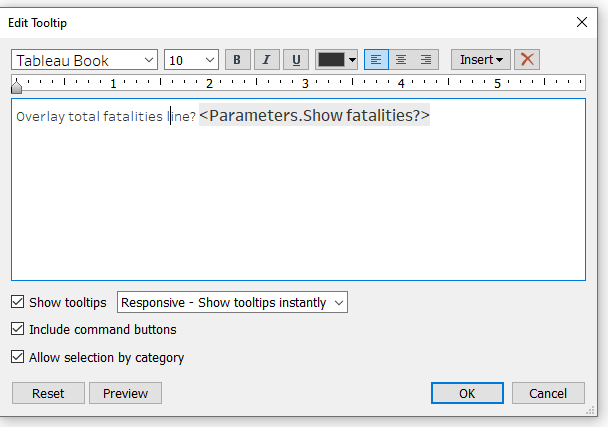 Edit Tooltip
Tableau Book 10 B I U Insert
1 2 3 4 5
Overlay total fatalities line? <Parameters.Show fatalities?>
Show tooltips Responsive - Show tooltips instantly
Include command buttons
Allow selection by category
Reset Preview OK Cancel